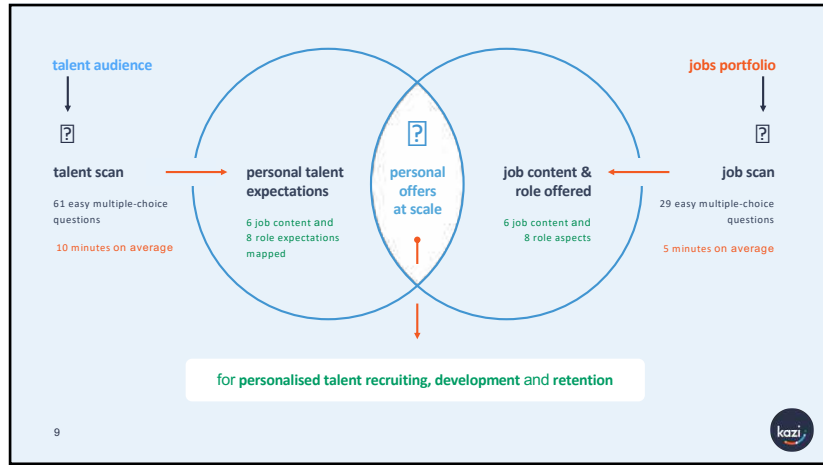 talent audience
talent scan
61 easy multiple-choice
questions
10 minutes on average
personal talent
expectations
6 job content and
8 role expectations
mapped
personal
offers
at scale
job content &
role offered
6 job content and
8 role aspects
jobs portfolio
job scan
29 easy multiple-choice
questions
5 minutes on average
for personalised talent recruiting, development and retention
9
kazi